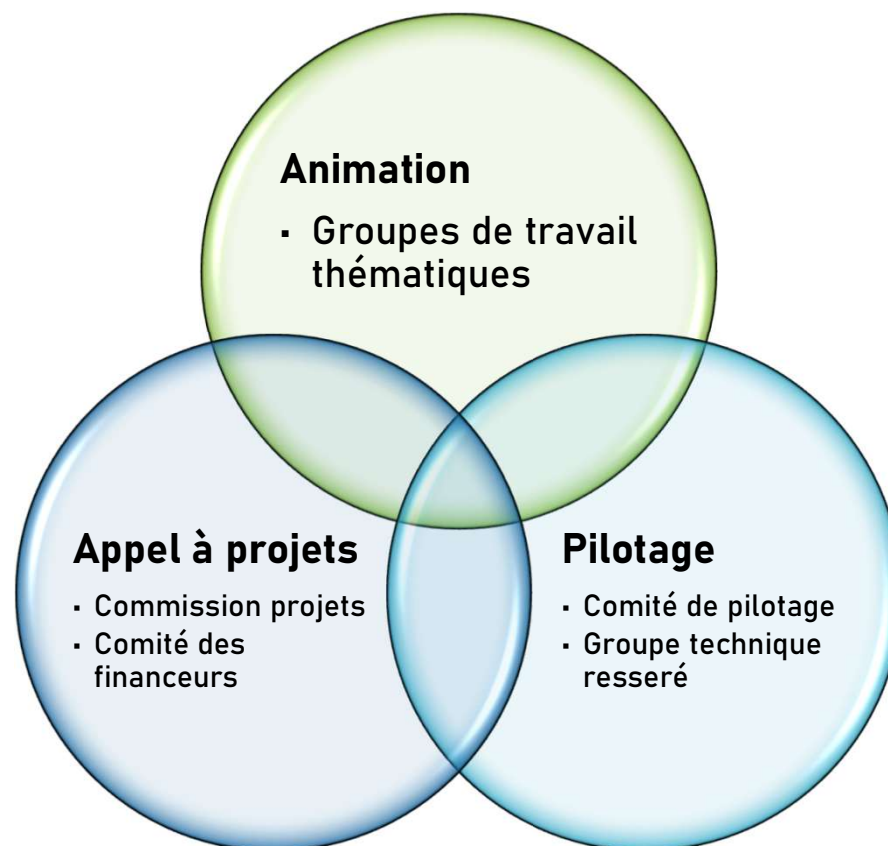 Animation
▪ Groupes de travail
thématiques
Appel à projets
▪ Commission projets
▪ Comité des
financeurs
Pilotage
▪ Comité de pilotage
▪ Groupe technique
resseré